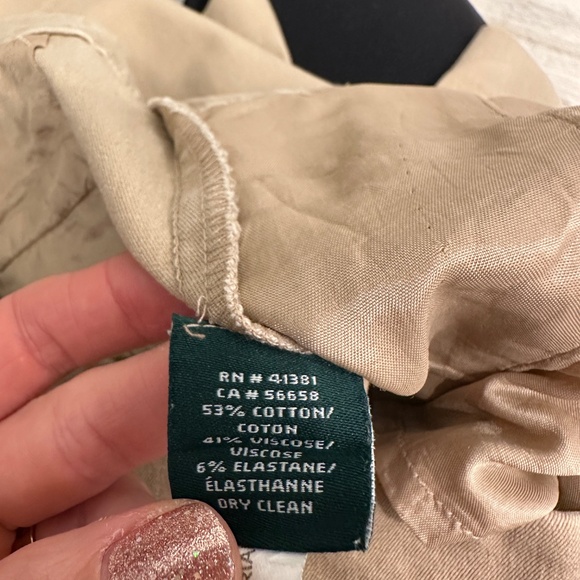 RN # 41381
CA # 56658
53% COTTON/
COTON
41% VISCOSE/
VISCOSE
6% ELASTANE/
ÉLASTHANNE
DRY CLEAN